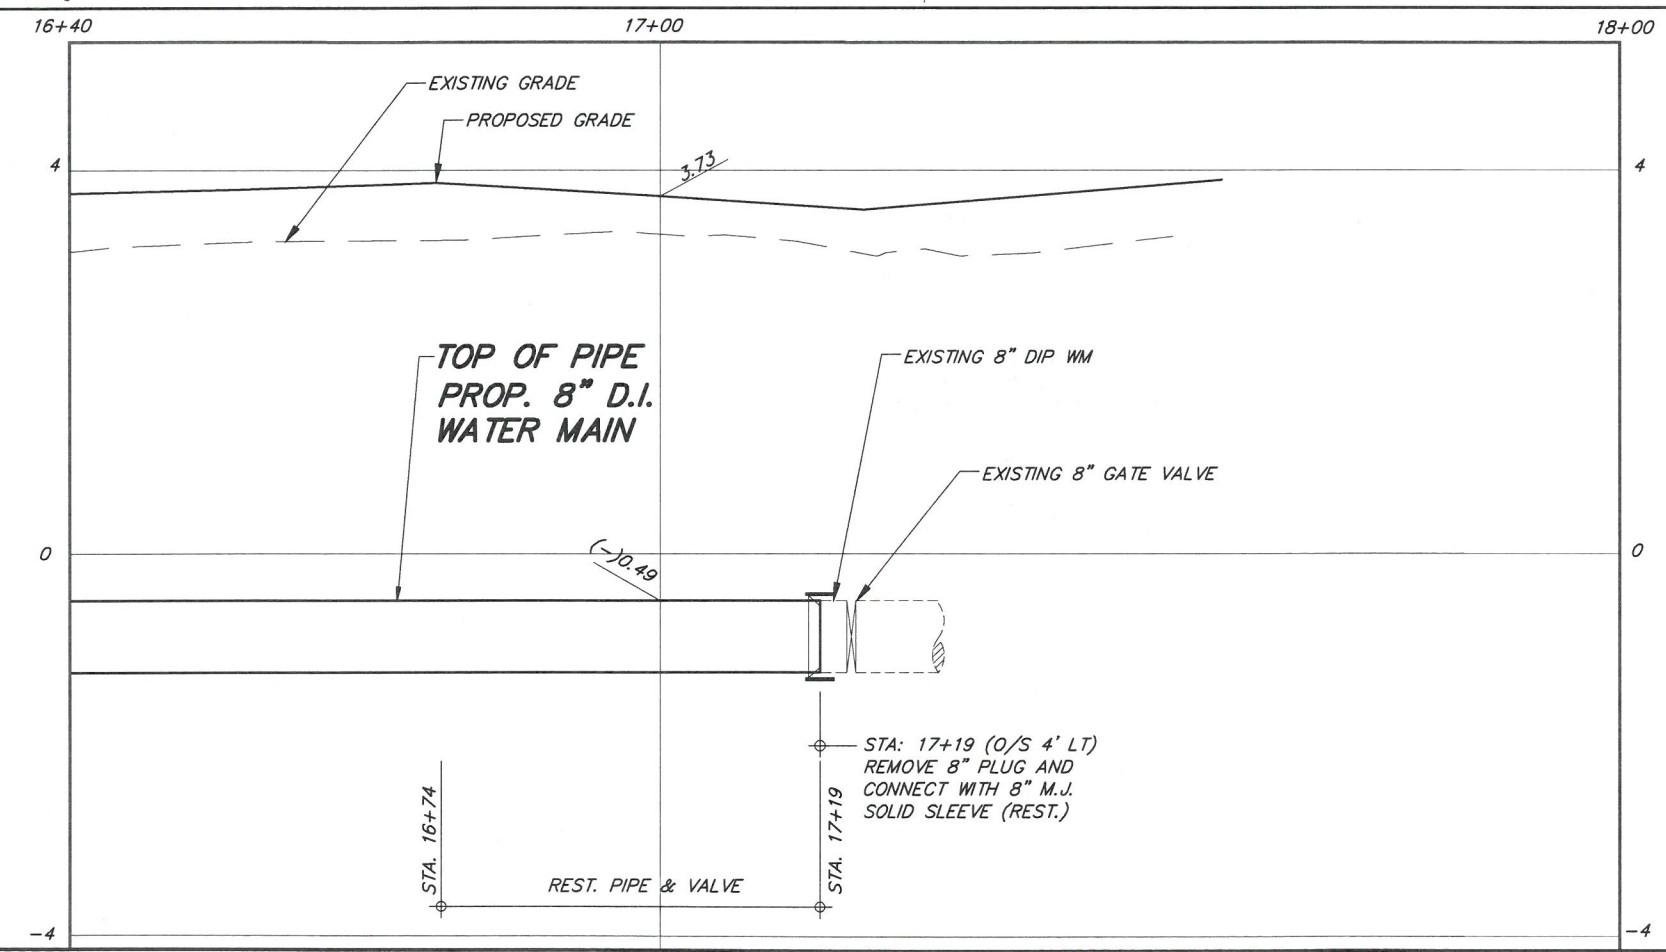 16+40
17+00
18+00
EXISTING GRADE
PROPOSED GRADE
3.73
4
4
TOP OF PIPE
PROP. 8" D.I.
WATER MAIN
EXISTING 8" DIP WM
EXISTING 8" GATE VALVE
0
0
(-)0.49
STA: 17+19 (O/S 4' LT)
REMOVE 8" PLUG AND
CONNECT WITH 8" M.J.
SOLID SLEEVE (REST.)
STA. 16+74
STA. 17+19
REST. PIPE & VALVE
-4
-4